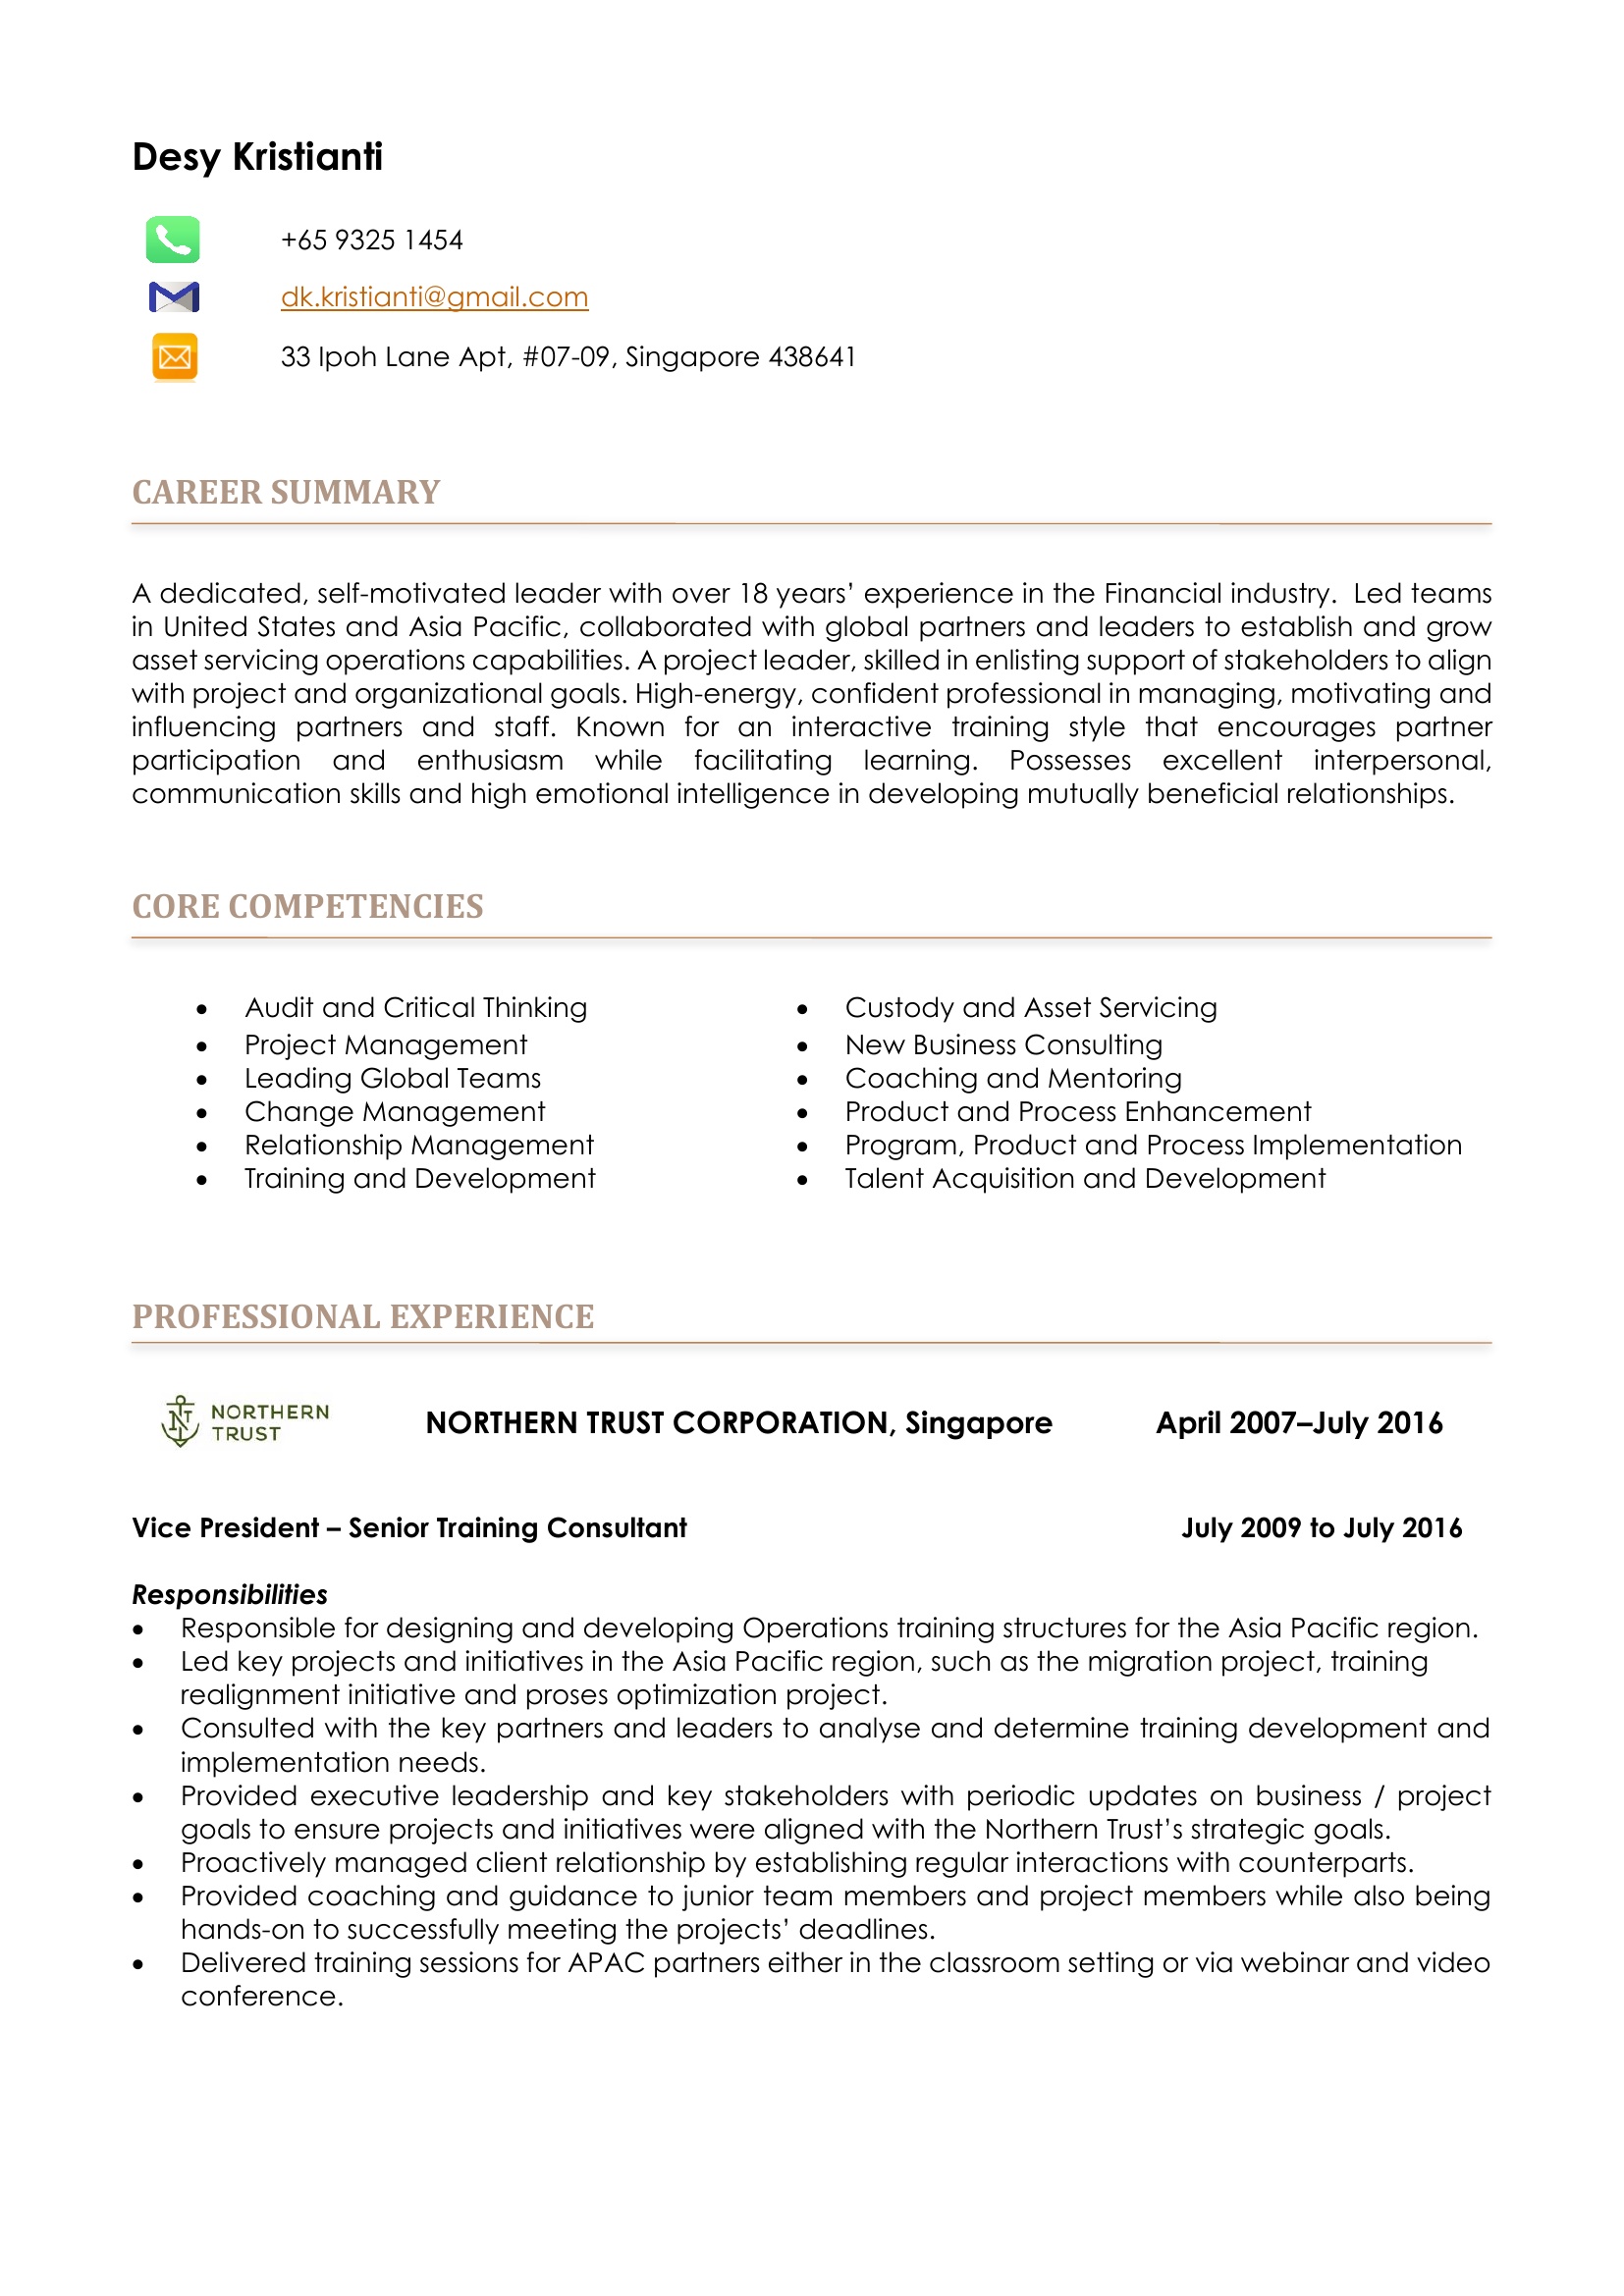 Desy Kristianti
+65 9325 1454
dk.kristianti@gmail.com
33 Ipoh Lane Apt, #07-09, Singapore 438641
CAREER SUMMARY
A dedicated, self-motivated leader with over 18 years’ experience in the Financial industry.  Led teams
in United States and Asia Pacific, collaborated with global partners and leaders to establish and grow
asset servicing operations capabilities. A project leader, skilled in enlisting support of stakeholders to align
with project and organizational goals. High-energy, confident professional in managing, motivating and
influencing partners and staff. Known for an interactive training style that encourages partner
participation and enthusiasm while facilitating learning. Possesses excellent interpersonal,
communication skills and high emotional intelligence in developing mutually beneficial relationships.
CORE COMPETENCIES
• Audit and Critical Thinking
• Project Management
• Leading Global Teams
• Change Management
• Relationship Management
• Training and Development
• Custody and Asset Servicing
• New Business Consulting
• Coaching and Mentoring
• Product and Process Enhancement
• Program, Product and Process Implementation
• Talent Acquisition and Development
PROFESSIONAL EXPERIENCE
NORTHERN
TRUST
NORTHERN TRUST CORPORATION, Singapore April 2007–July 2016
Vice President – Senior Training Consultant July 2009 to July 2016
Responsibilities
• Responsible for designing and developing Operations training structures for the Asia Pacific region.
• Led key projects and initiatives in the Asia Pacific region, such as the migration project, training
realignment initiative and proses optimization project.
• Consulted with the key partners and leaders to analyse and determine training development and
implementation needs.
• Provided executive leadership and key stakeholders with periodic updates on business / project
goals to ensure projects and initiatives were aligned with the Northern Trust’s strategic goals.
• Proactively managed client relationship by establishing regular interactions with counterparts.
• Provided coaching and guidance to junior team members and project members while also being
hands-on to successfully meeting the projects’ deadlines.
• Delivered training sessions for APAC partners either in the classroom setting or via webinar and video
conference.